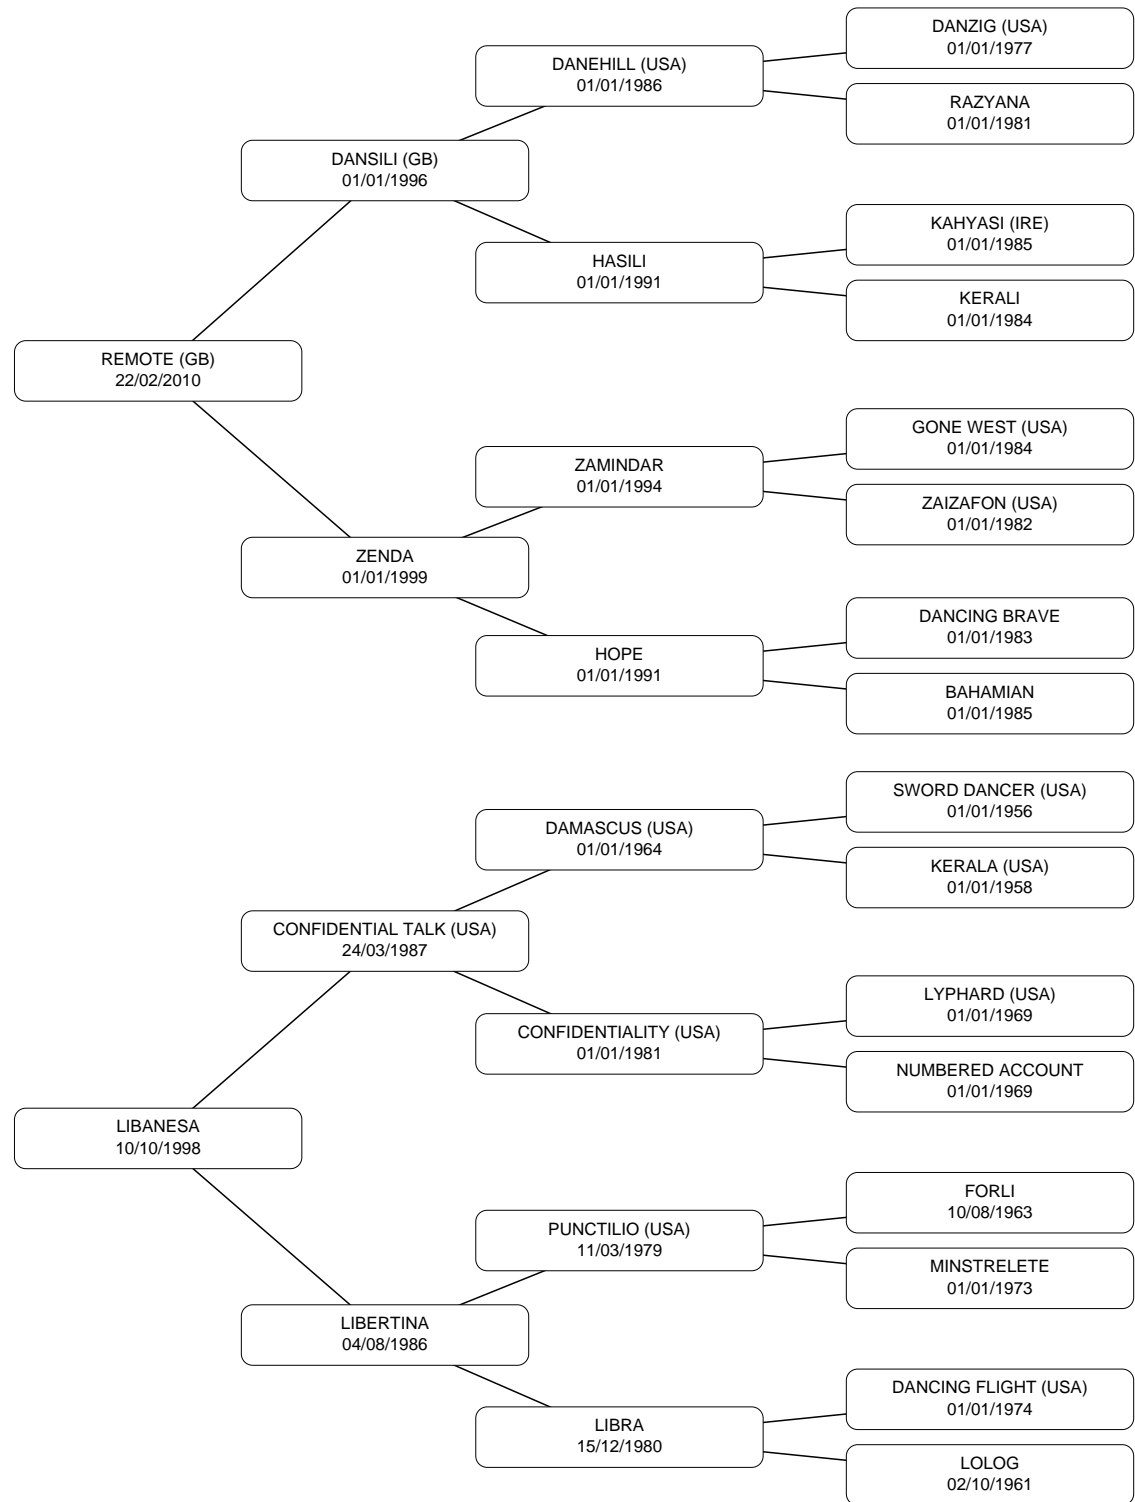 DANZIG (USA)
01/01/1977
DANEHILL (USA)
01/01/1986
RAZYANA
01/01/1981
DANSILI (GB)
01/01/1996
KAHYASI (IRE)
01/01/1985
HASILI
01/01/1991
KERALI
01/01/1984
REMOTE (GB)
22/02/2010
GONE WEST (USA)
01/01/1984
ZAMINDAR
01/01/1994
ZAIZAFON (USA)
01/01/1982
ZENDA
01/01/1999
DANCING BRAVE
01/01/1983
HOPE
01/01/1991
BAHAMIAN
01/01/1985
SWORD DANCER (USA)
01/01/1956
DAMASCUS (USA)
01/01/1964
KERALA (USA)
01/01/1958
CONFIDENTIAL TALK (USA)
24/03/1987
LYPHARD (USA)
01/01/1969
CONFIDENTIALITY (USA)
01/01/1981
NUMBERED ACCOUNT
01/01/1969
LIBANESA
10/10/1998
FORLI
10/08/1963
PUNCTILIO (USA)
11/03/1979
MINSTRELETE
01/01/1973
LIBERTINA
04/08/1986
DANCING FLIGHT (USA)
01/01/1974
LIBRA
15/12/1980
LOLOG
02/10/1961